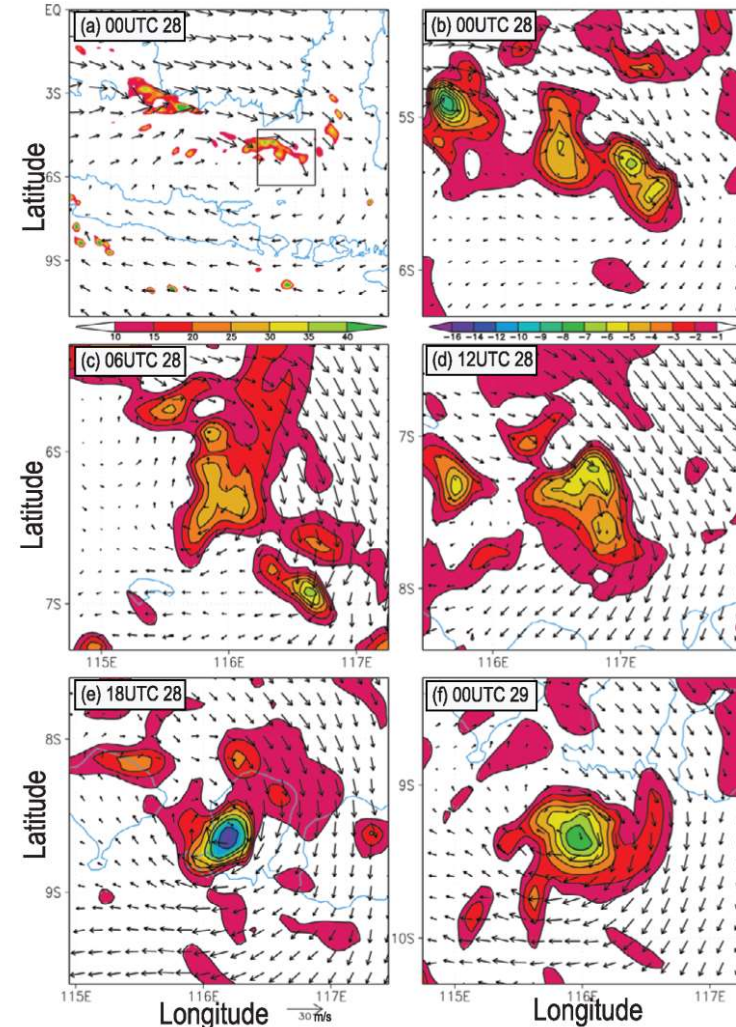 (a) 00UTC 28
(b) 00UTC 28
EQ
3S
6S
9S
Latitude
5S
6S
10 15 20 25 30 35 40
-16 -14 -12 -10 -9 -8 -7 -6 -5 -4 -3 -2 -1
(c) 06UTC 28
(d) 12UTC 28
6S
7S
Latitude
7S
8S
115E 116E 117E
116E 117E
(e) 18UTC 28
(f) 00UTC 29
8S
9S
Latitude
9S
10S
115E 116E 117E
115E 116E 117E
Longitude
30 m/s
Longitude